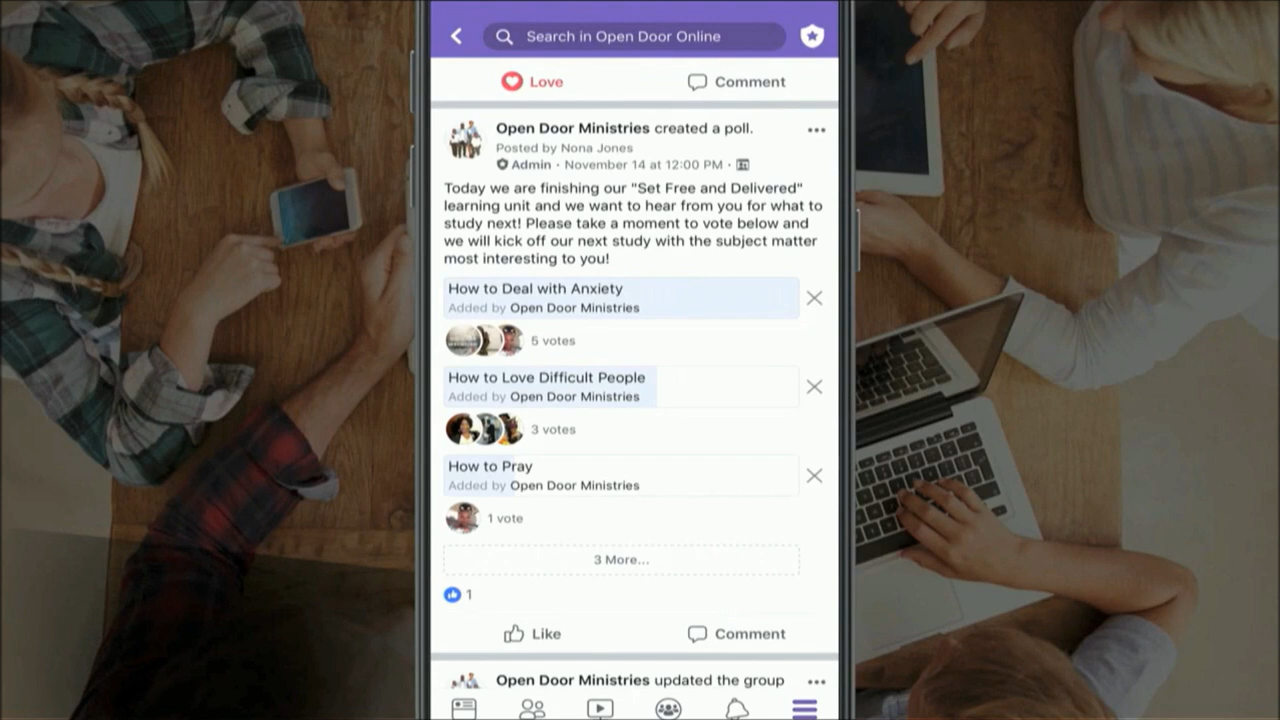 Search in Open Door Online
Love
Comment
Open Door Ministries created a poll.
Posted by Nona Jones
Admin · November 14 at 12:00 PM ·
Today we are finishing our "Set Free and Delivered"
learning unit and we want to hear from you for what to
study next! Please take a moment to vote below and
we will kick off our next study with the subject matter
most interesting to you!
How to Deal with Anxiety
Added by Open Door Ministries
5 votes
How to Love Difficult People
Added by Open Door Ministries
3 votes
How to Pray
Added by Open Door Ministries
1 vote
3 More...
1
Like
Comment
Open Door Ministries updated the group